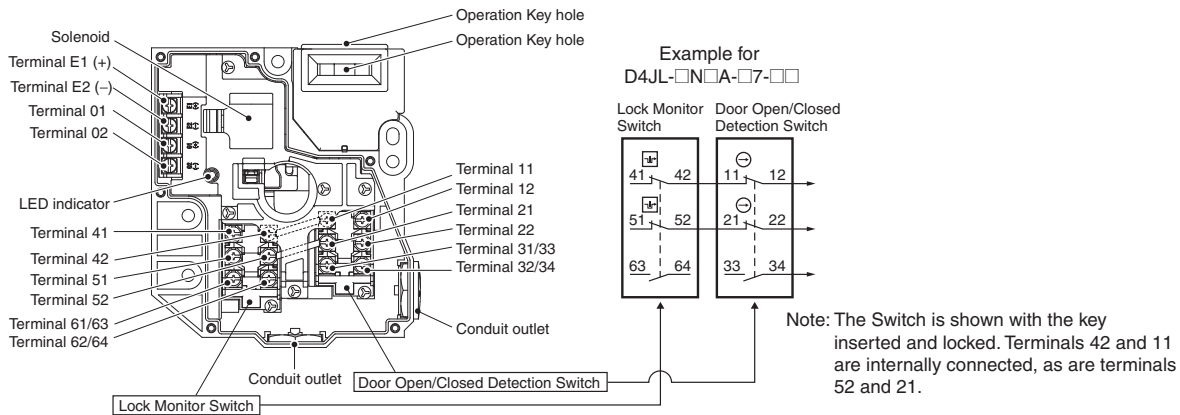 Operation Key hole
Operation Key hole
Solenoid
Terminal E1 (+)
Terminal E2 (−)
Terminal 01
Terminal 02
LED indicator
Terminal 41
Terminal 42
Terminal 51
Terminal 52
Terminal 61/63
Terminal 62/64
Terminal 11
Terminal 12
Terminal 21
Terminal 22
Terminal 31/33
Terminal 32/34
Conduit outlet
Conduit outlet
Door Open/Closed Detection Switch
Lock Monitor Switch
Example for
D4JL-□N□A-□7-□□
Lock Monitor
Switch
Door Open/Closed
Detection Switch
41 42 11 12
51 52 21 22
63 64 33 34
Note: The Switch is shown with the key
inserted and locked. Terminals 42 and 11
are internally connected, as are terminals
52 and 21.